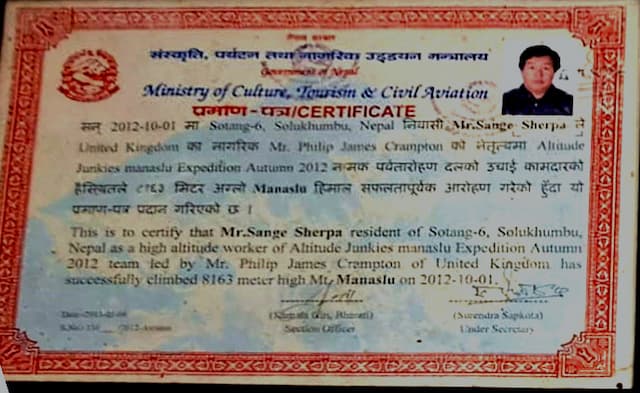 नेपाल सरकार
संस्कृति, पर्यटन तथा नागरिक उड्डयन मन्त्रालय
Government of Nepal
Ministry of Culture, Tourism & Civil Aviation
प्रमाण-पत्र/CERTIFICATE
सन् 2012-10-01 मा Sotang-6, Solukhumbu, Nepal निवासी Mr.Sange Sherpa ले
United Kingdom का नागरिक Mr. Philip James Crampton को नेतृत्वमा Altitude
Junkies manaslu Expedition Autumn 2012 नामक पर्वतारोहण दलको उचाई कामदारको
हैसियतले ८१६३ मिटर अग्लो Manaslu हिमाल सफलतापूर्वक आरोहण गरेको हुँदा यो
प्रमाण-पत्र प्रदान गरिएको छ ।
This is to certify that Mr.Sange Sherpa resident of Sotang-6, Solukhumbu,
Nepal as a high altitude worker of Altitude Junkies manaslu Expedition Autumn
2012 team led by Mr. Philip James Crampton of United Kingdom has
successfully climbed 8163 meter high Mt. Manaslu on 2012-10-01.
(Surendra Sapkota)
Section Officer
Under Secretary